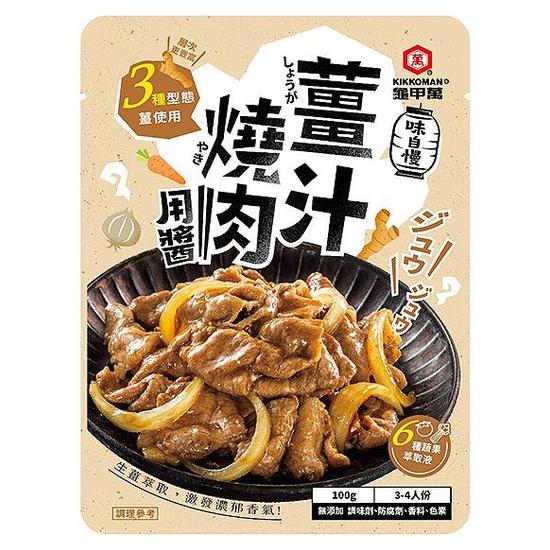 層次
更豐富
3種型態
薑使用
薑汁
しょうが
燒肉
やき
用醬
萬
KIKKOMAN®
龜甲萬
味自慢
ジュウジュウ
6種蔬果
萃取液
生薑萃取，激發濃郁香氣!
調理參考
100g
3-4人份
無添加 調味劑、防腐劑、香料、色素